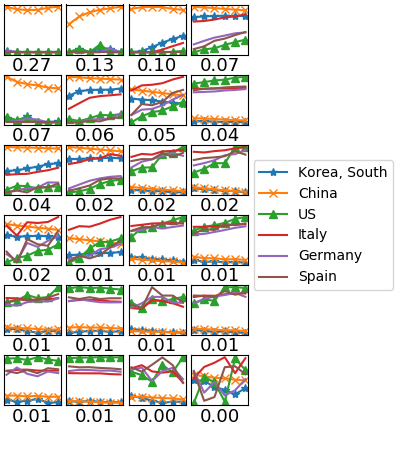 0.27 0.13 0.10 0.07
0.07 0.06 0.05 0.04
0.04 0.02 0.02 0.02
Korea, South
China
US
Italy
Germany
Spain
0.02 0.01 0.01 0.01
0.01 0.01 0.01 0.01
0.01 0.01 0.00 0.00